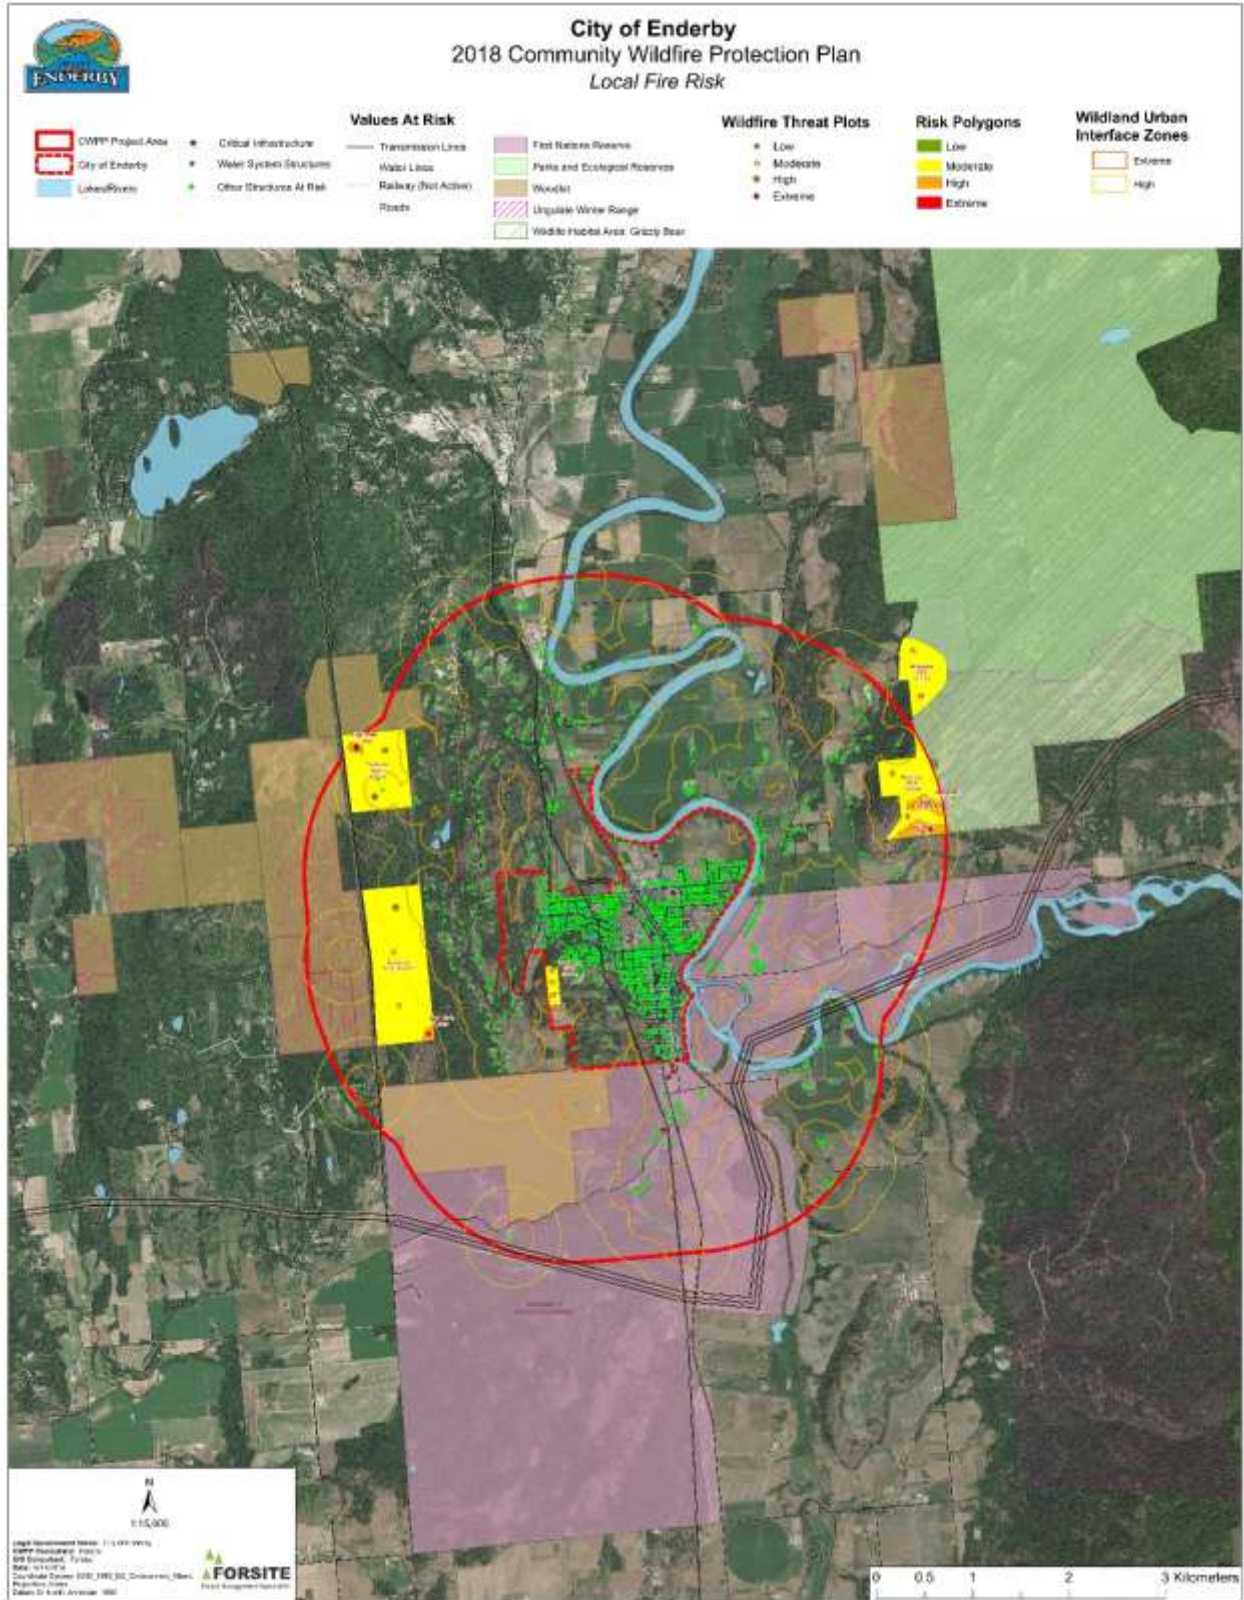 City of Enderby
2018 Community Wildfire Protection Plan
Local Fire Risk
ENDERBY
CWPP Project Area
City of Enderby
Lakes/Rivers
Critical Infrastructure
Water System Structures
Other Structures At Risk
Values At Risk
Transmission Lines
Water Lines
Railway (Not Active)
Roads
First Nations Reserve
Parks and Ecological Reserves
Woodlot
Ungulate Winter Range
Wildlife Habitat Area: Grizzly Bear
Wildfire Threat Plots
Low
Moderate
High
Extreme
Risk Polygons
Low
Moderate
High
Extreme
Wildland Urban
Interface Zones
Extreme
High
N
1:15,000
FORSITE
0 0.5 1 2 3 Kilometers